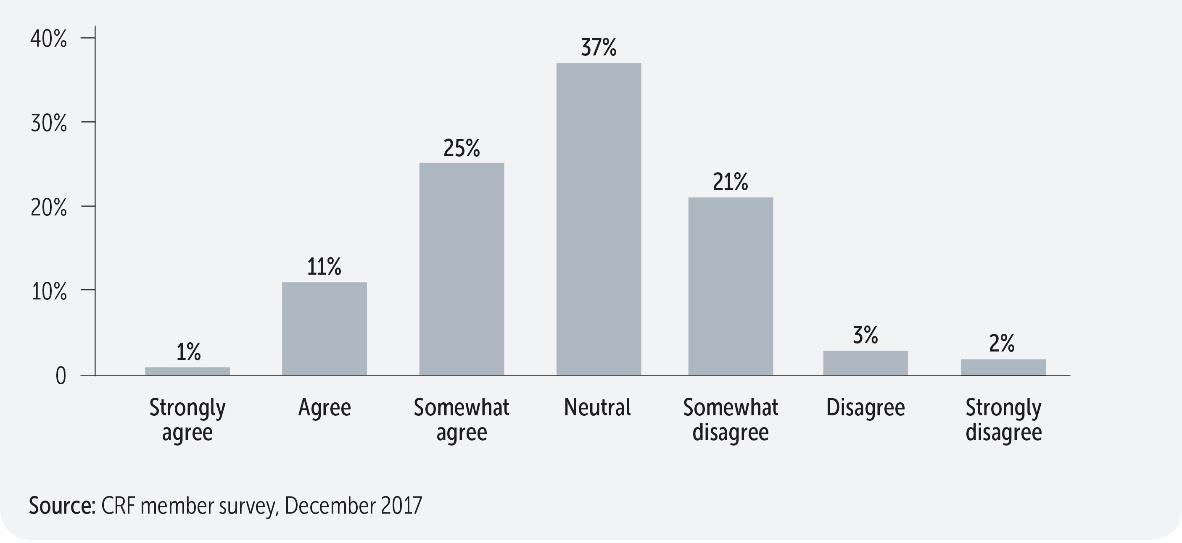 40%
30%
20%
10%
0
1%
11%
25%
37%
21%
3%
2%
Strongly
agree
Agree
Somewhat
agree
Neutral
Somewhat
disagree
Disagree
Strongly
disagree
Source: CRF member survey, December 2017